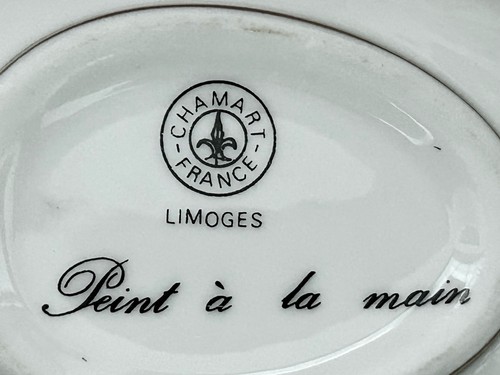 CHAMART
- FRANCE -
LIMOGES
Peint à la main